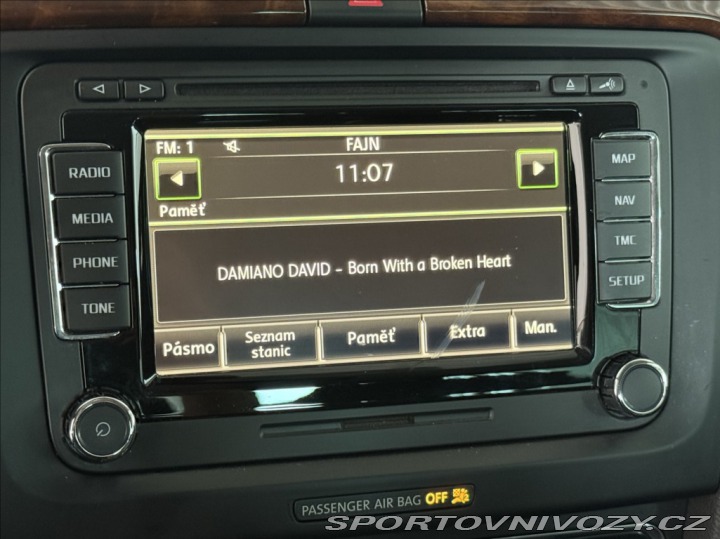 FM: 1 FAJN
11:07
Paměť
DAMIANO DAVID - Born With a Broken Heart
Pásmo
Seznam
stanic
Paměť
Extra
Man.
RADIO
MEDIA
PHONE
TONE
MAP
NAV
TMC
SETUP
PASSENGER AIR BAG OFF
SPORTOVNIVOZY.CZ